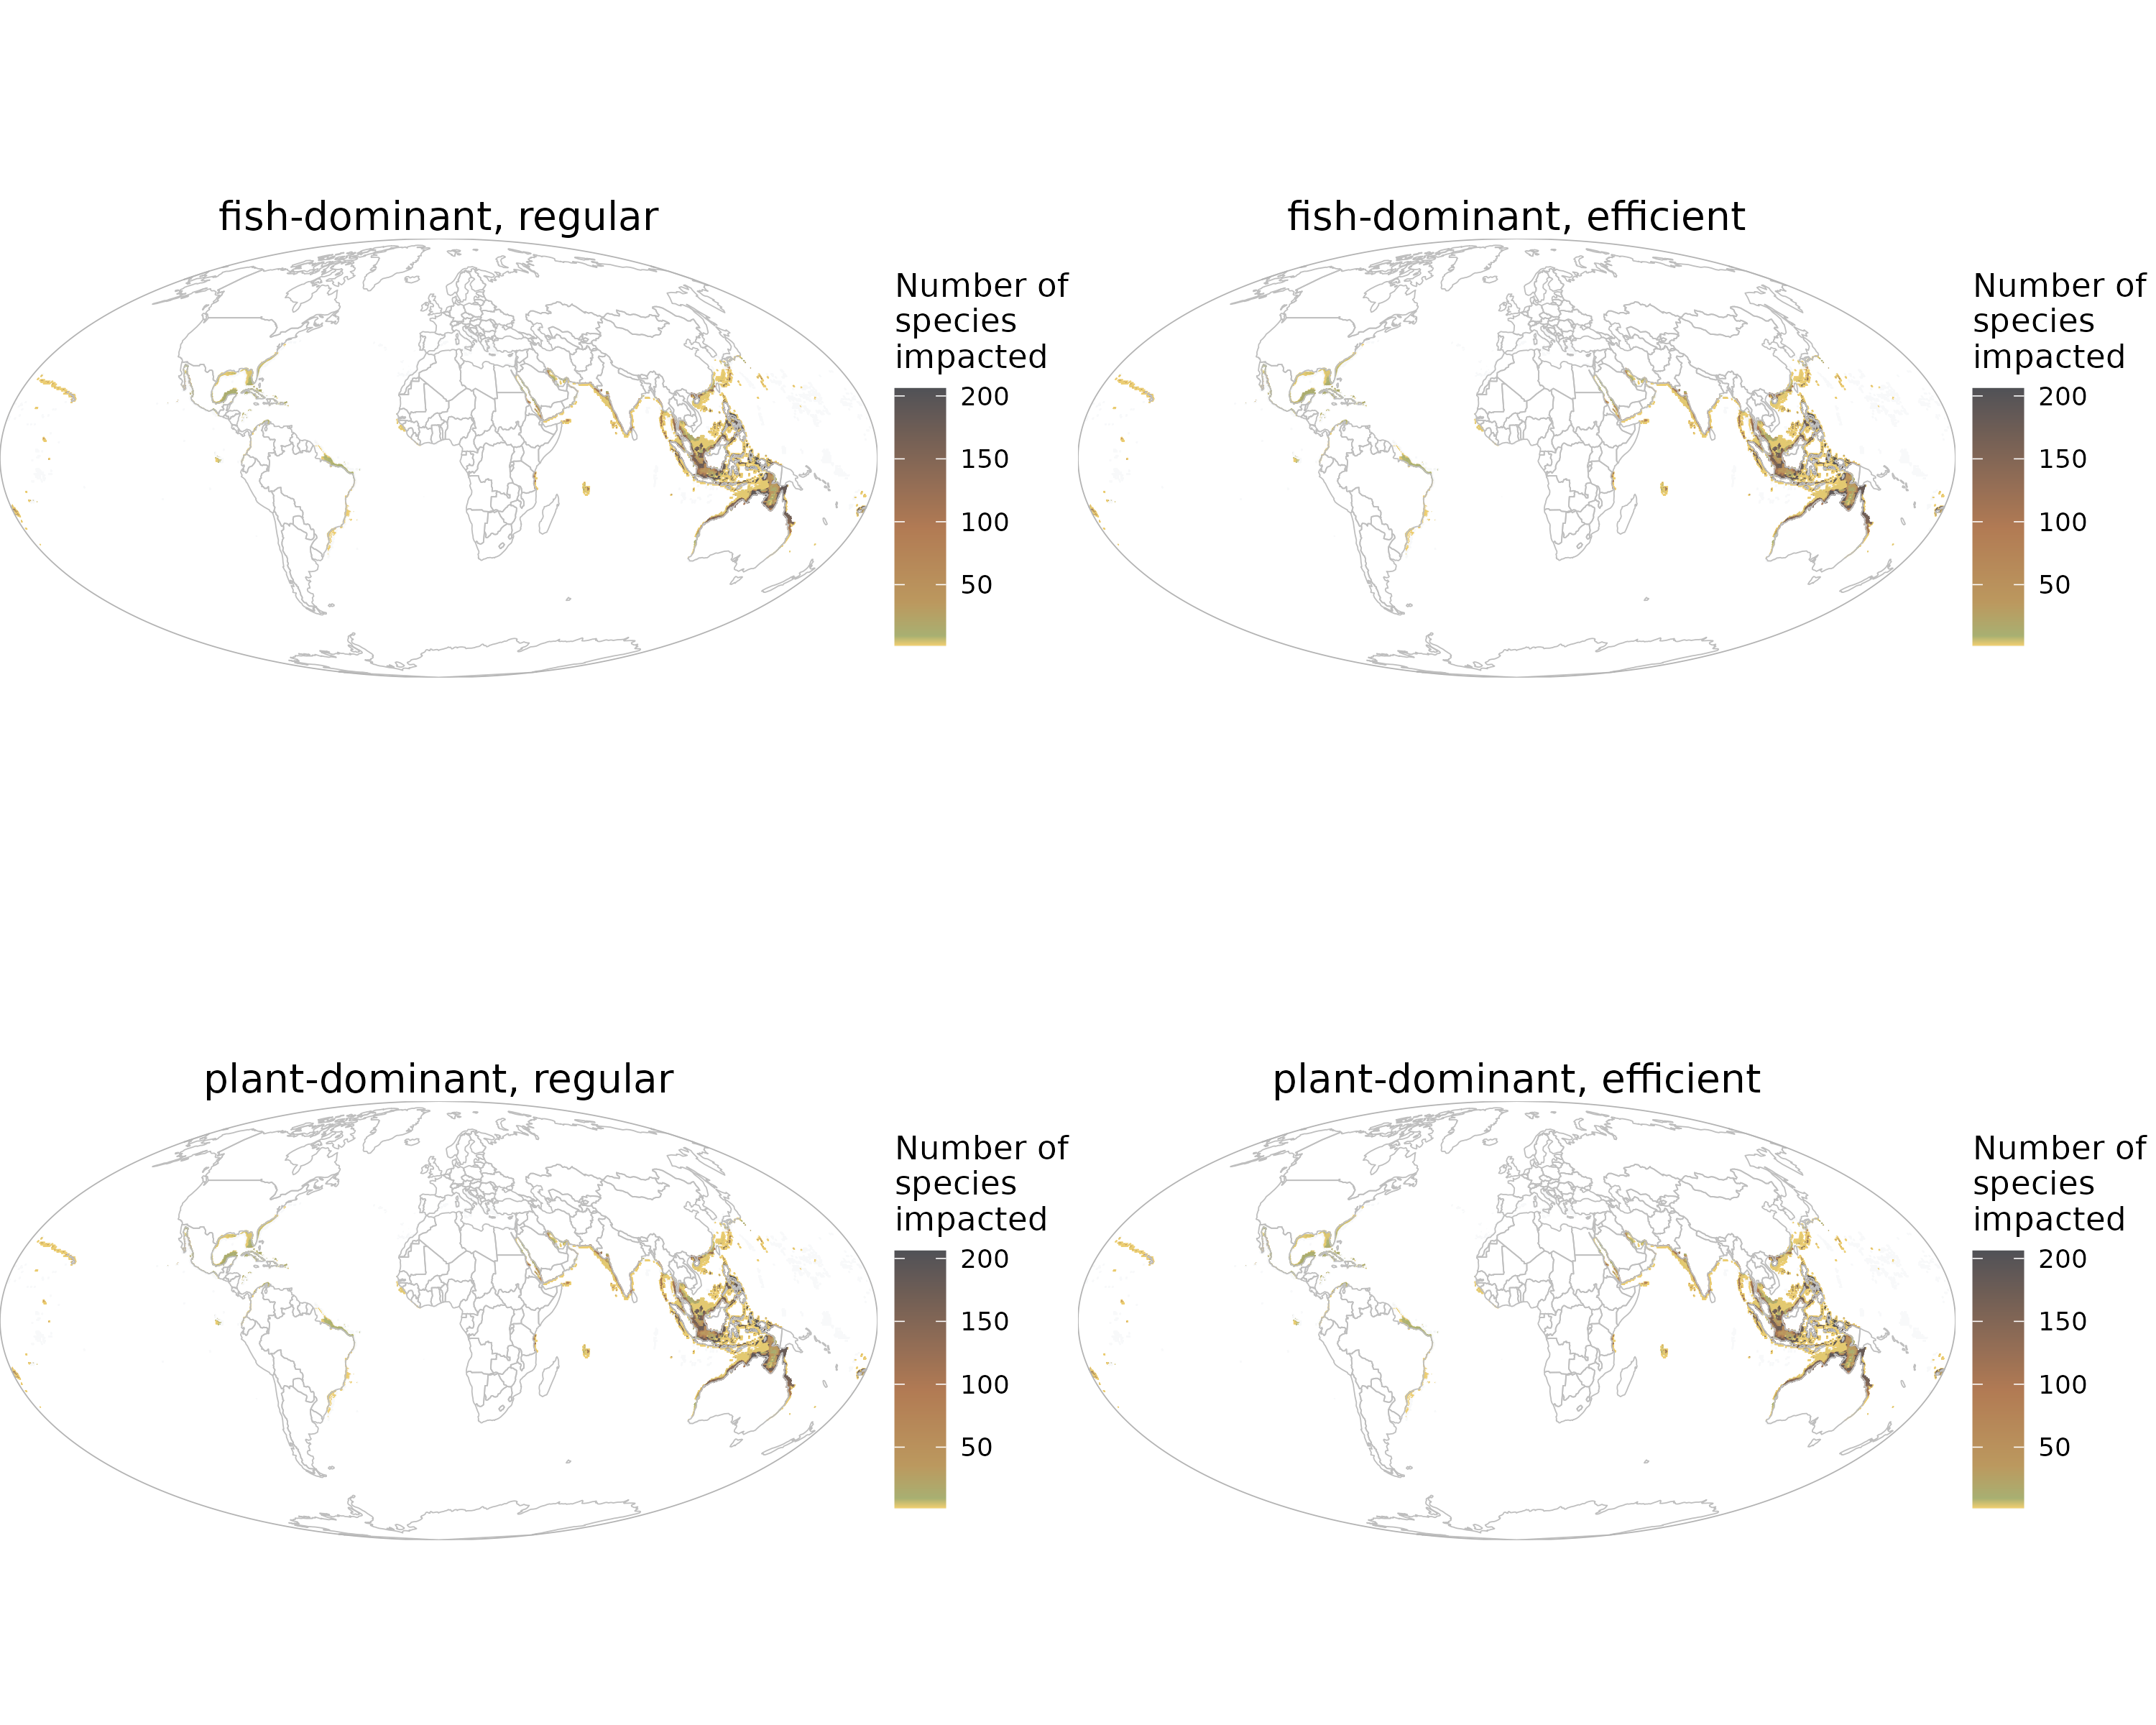 fish-dominant, regular
Number of
species
impacted
200
150
100
50
fish-dominant, efficient
Number of
species
impacted
200
150
100
50
plant-dominant, regular
Number of
species
impacted
200
150
100
50
plant-dominant, efficient
Number of
species
impacted
200
150
100
50